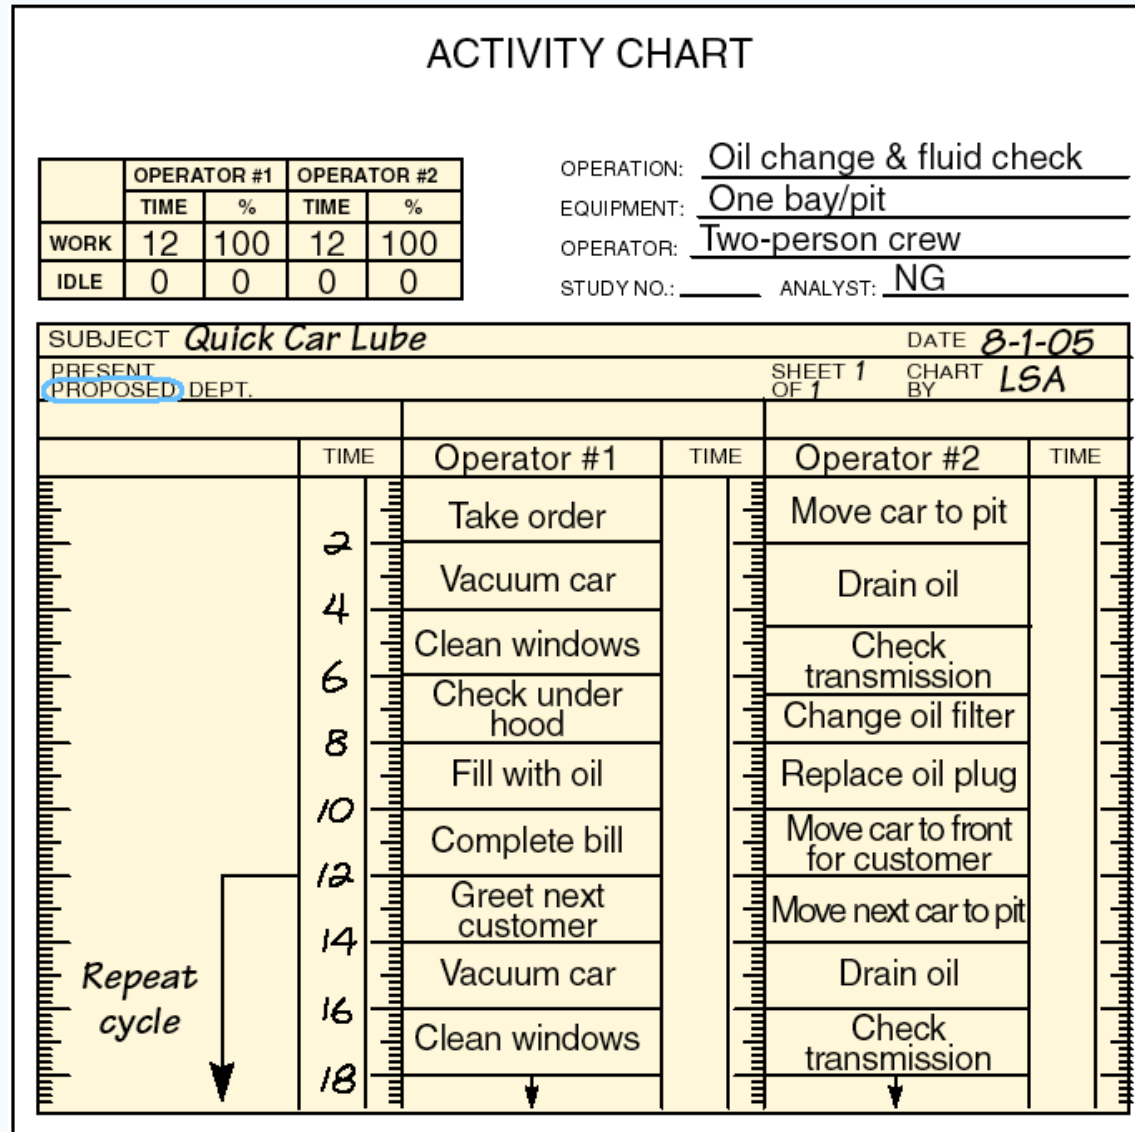 ACTIVITY CHART
OPERATOR #1 OPERATOR #2
TIME % TIME %
WORK 12 100 12 100
IDLE 0 0 0 0
OPERATION: Oil change & fluid check
EQUIPMENT: One bay/pit
OPERATOR: Two-person crew
STUDY NO.: ANALYST: NG
SUBJECT Quick Car Lube DATE 8-1-05
PRESENT
PROPOSED DEPT.
SHEET 1
OF 1
CHART
BY
LSA
TIME Operator #1 TIME Operator #2 TIME
Take order
Move car to pit
2
Vacuum car
Drain oil
4
Clean windows
Check
transmission
6
Check under
hood
Change oil filter
8
Fill with oil
Replace oil plug
10
Complete bill
Move car to front
for customer
12
Greet next
customer
Move next car to pit
14
Repeat
cycle
Vacuum car
Drain oil
16
Clean windows
Check
transmission
18